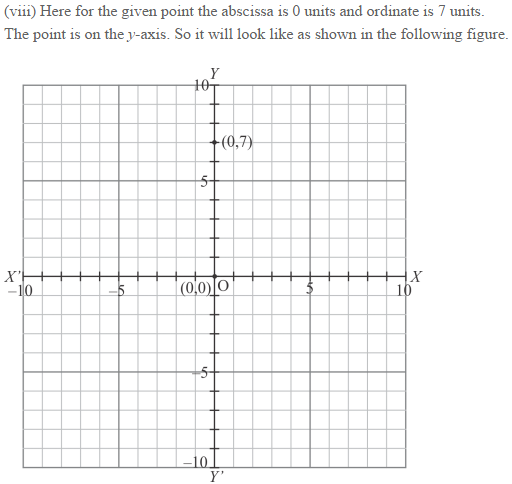 (viii) Here for the given point the abscissa is 0 units and ordinate is 7 units.
The point is on the y-axis. So it will look like as shown in the following figure.
Y
10
(0,7)
5
X' X
–10 –5 (0,0) O 5 10
–5
–10
Y'